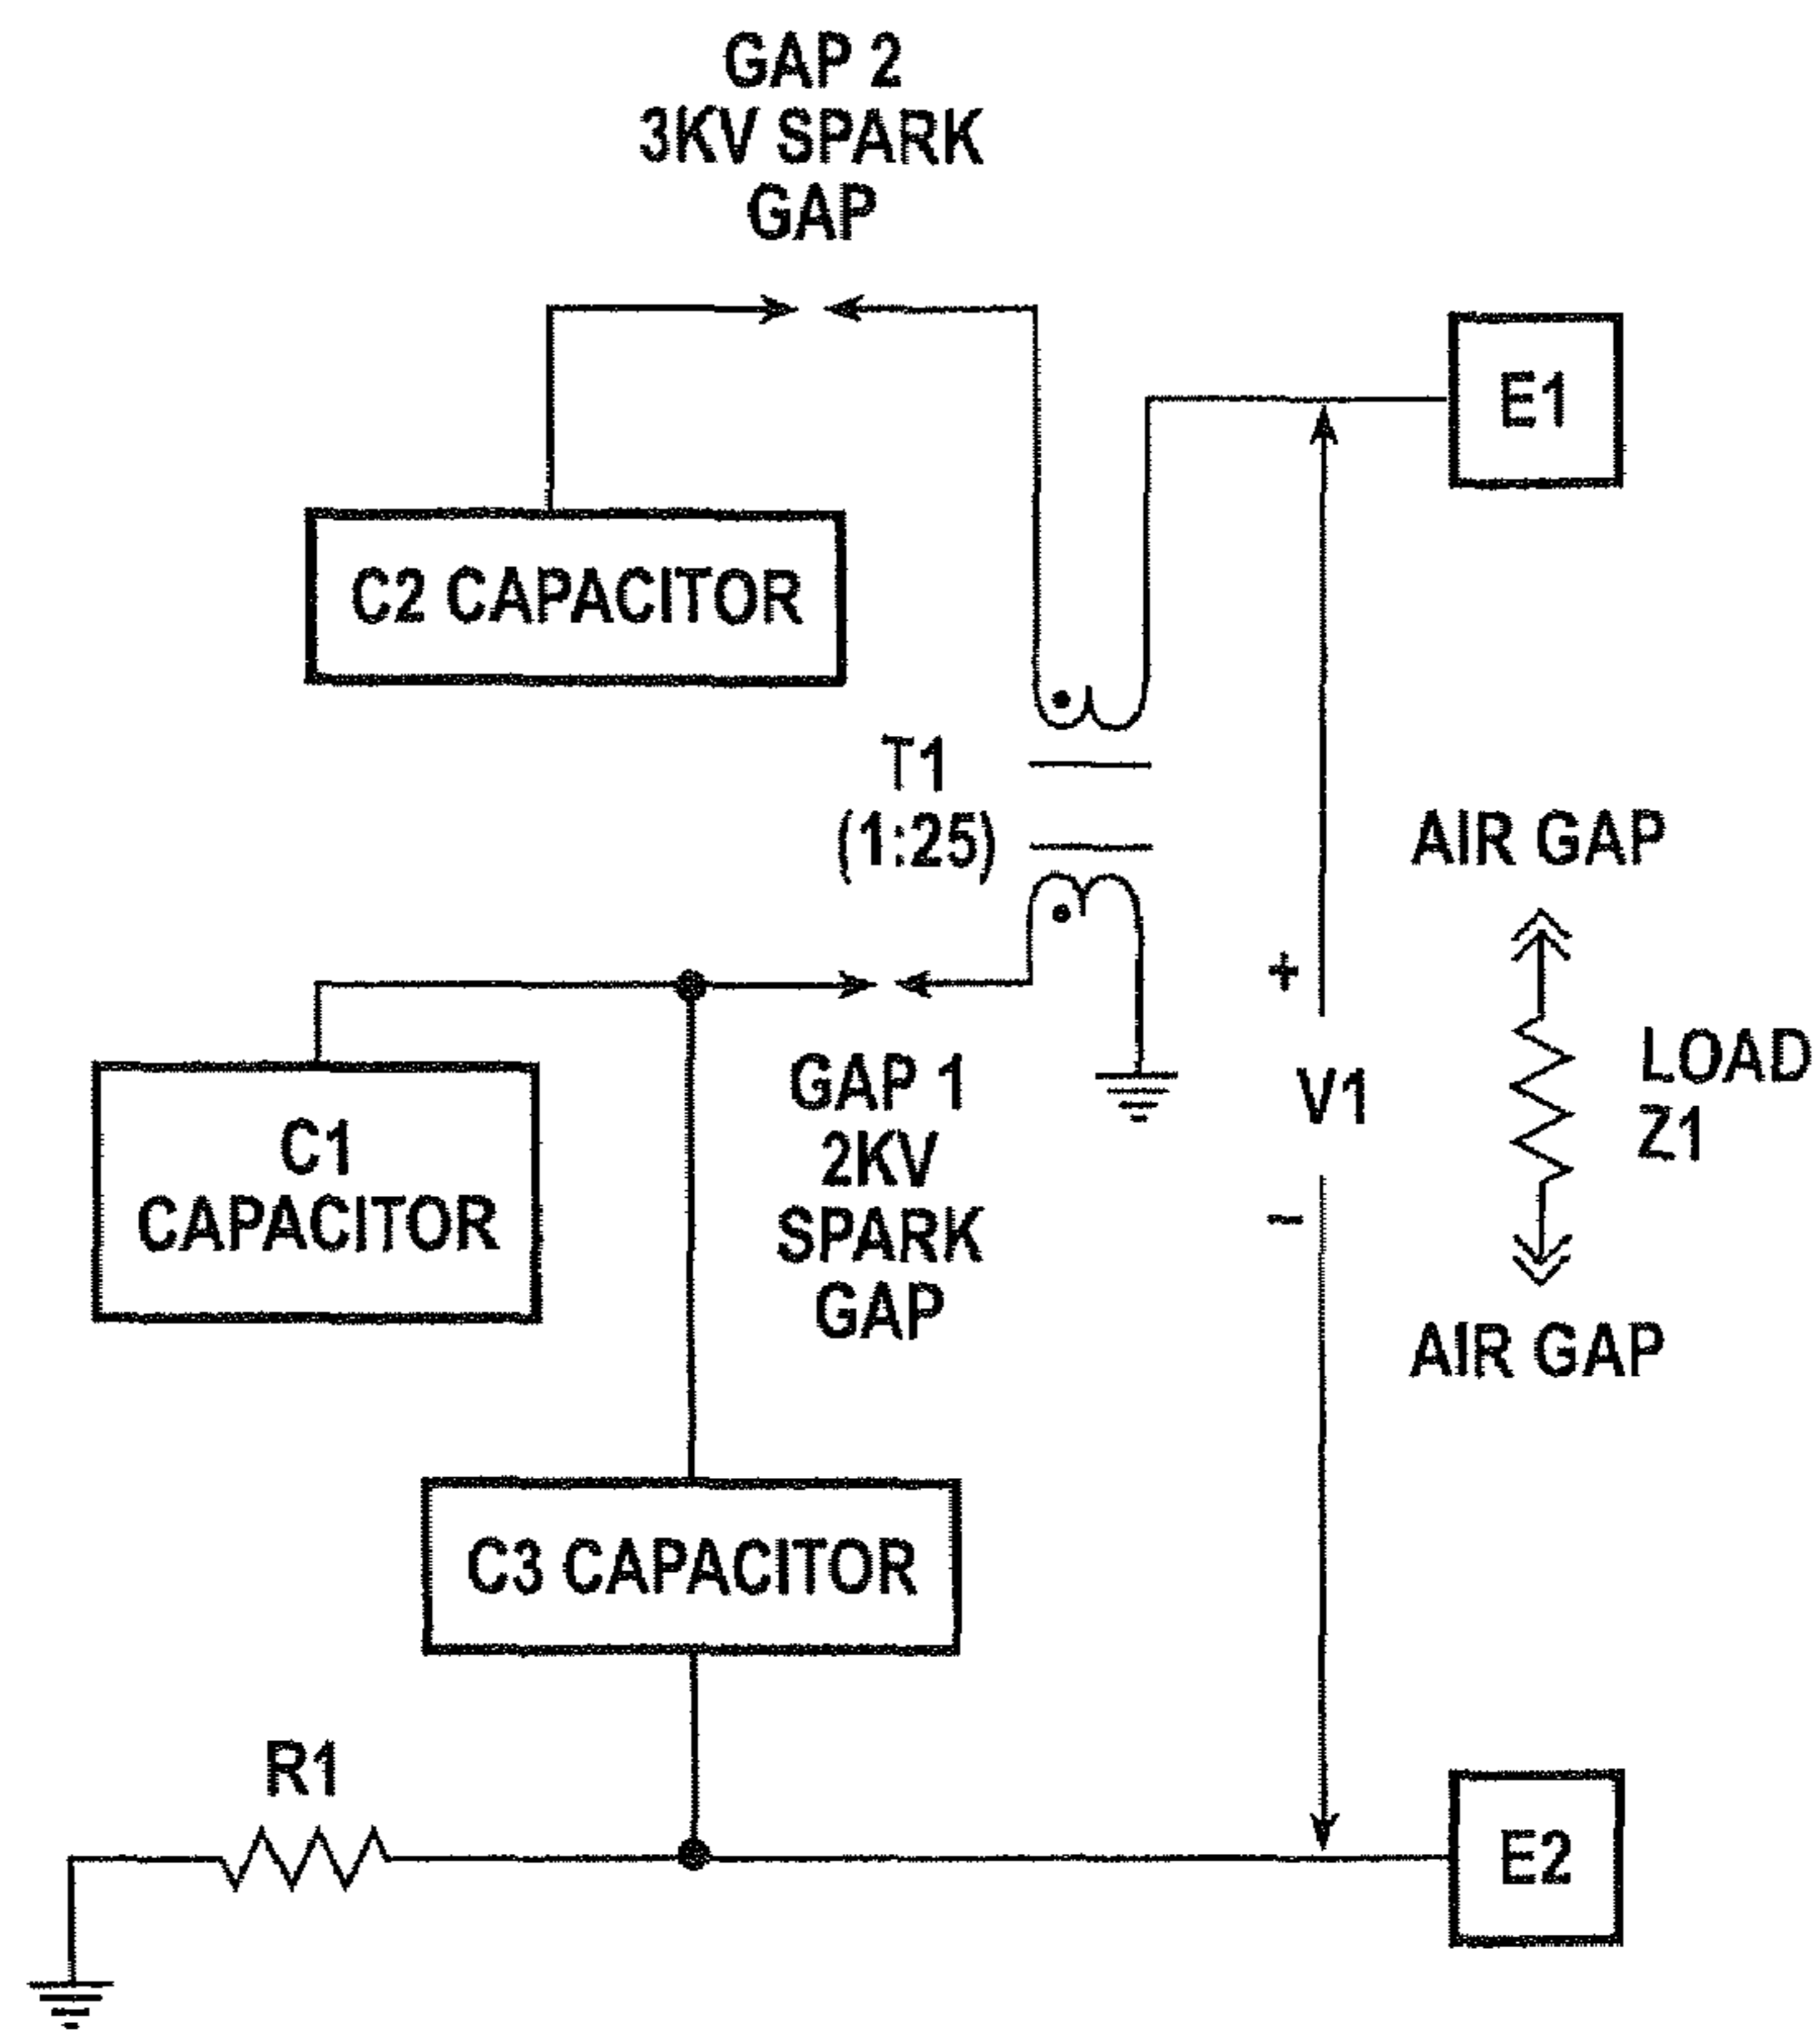 GAP 2
3KV SPARK
GAP
E1
C2 CAPACITOR
T1
(1:25)
AIR GAP
+
V1
−
LOAD
Z1
AIR GAP
C1
CAPACITOR
GAP 1
2KV
SPARK
GAP
C3 CAPACITOR
R1
E2